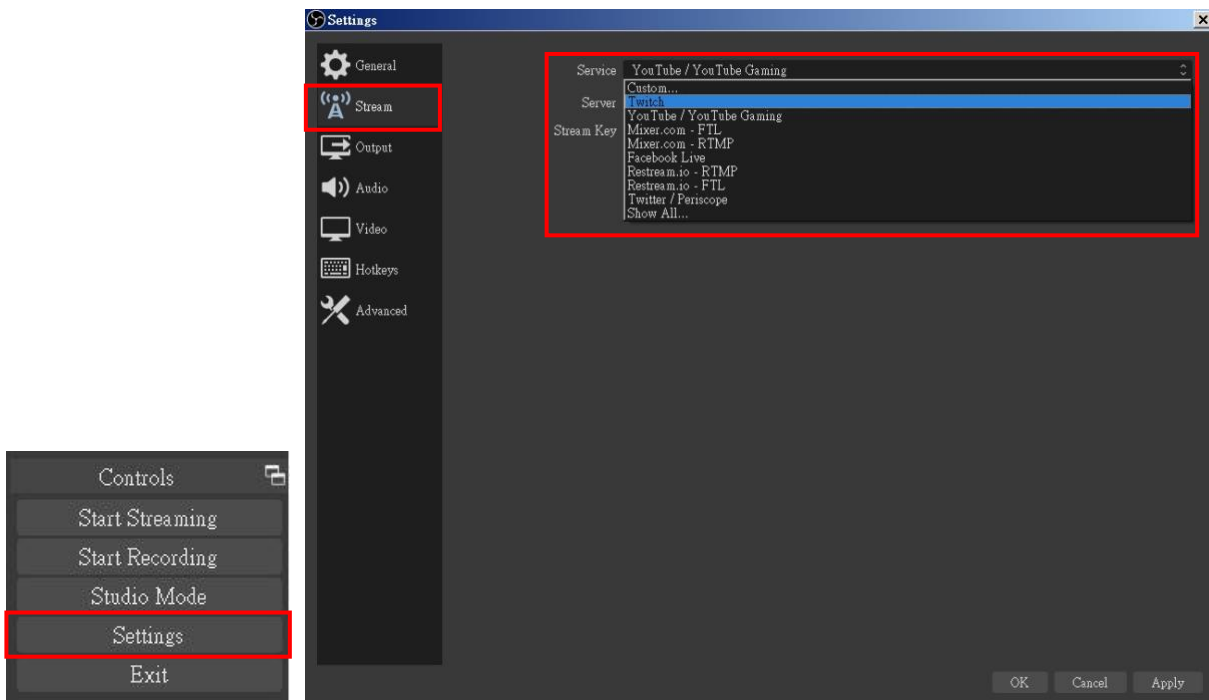 Settings
General
Stream
Output
Audio
Video
Hotkeys
Advanced
Service YouTube / YouTube Gaming
Server
Stream Key
Custom...
Twitch
YouTube / YouTube Gaming
Mixer.com - FTL
Mixer.com - RTMP
Facebook Live
Restream.io - RTMP
Restream.io - FTL
Twitter / Periscope
Show All...
OK Cancel Apply
Controls
Start Streaming
Start Recording
Studio Mode
Settings
Exit